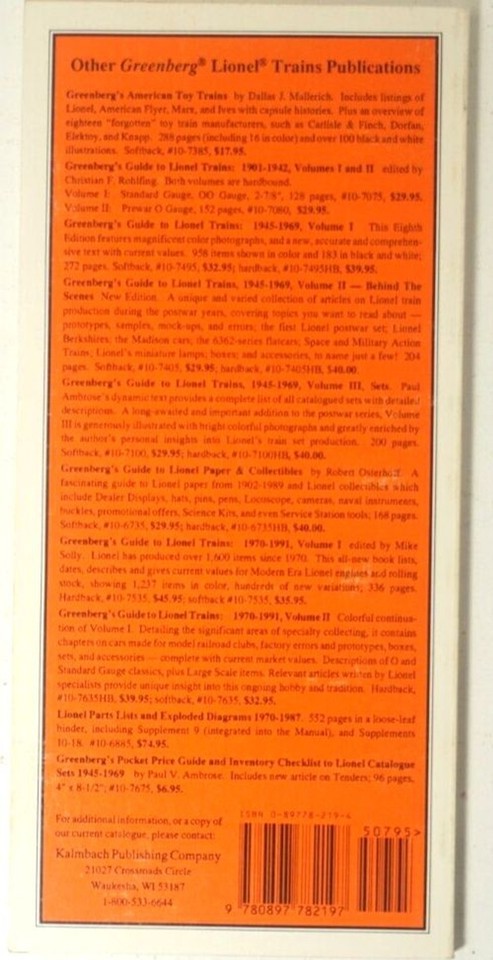 Other Greenberg® Lionel® Trains Publications
Greenberg's American Toy Trains by Dallas J. Mallerich. Includes listings of
Lionel, American Flyer, Marx, and Ives with capsule histories. Plus an overview of
eighteen "forgotten" toy train manufacturers, such as Carlisle & Finch, Dorfan,
Elektoy, and Knapp. 288 pages (including 16 in color) and over 100 black and white
illustrations. Softback, #10-7385, $17.95.
Greenberg's Guide to Lionel Trains: 1901-1942, Volumes I and II edited by
Christian F. Rohlfing. Both volumes are hardbound.
Volume I: Standard Gauge, OO Gauge, 2-7/8", 128 pages, #10-7075, $29.95.
Volume II: Prewar O Gauge, 152 pages, #10-7080, $29.95.
Greenberg's Guide to Lionel Trains: 1945-1969, Volume I This Eighth
Edition features magnificent color photographs, and a new, accurate and comprehen-
sive text with current values. 958 items shown in color and 183 in black and white;
272 pages. Softback, #10-7495, $32.95; hardback, #10-7495HB, $39.95.
Greenberg's Guide to Lionel Trains, 1945-1969, Volume II — Behind The
Scenes New Edition. A unique and varied collection of articles on Lionel train
production during the postwar years, covering topics you want to read about —
prototypes, samples, mock-ups, and errors; the first Lionel postwar set; Lionel
Berkshires; the Madison cars; the 6362-series flatcars; Space and Military Action
Trains; Lionel's miniature lamps; boxes; and accessories, to name just a few! 204
pages. Softback, #10-7405, $29.95; hardback, #10-7405HB, $40.00.
Greenberg's Guide to Lionel Trains, 1945-1969, Volume III, Sets. Paul
Ambrose's dynamic text provides a complete list of all catalogued sets with detailed
descriptions. A long-awaited and important addition to the postwar series, Volume
III is generously illustrated with bright colorful photographs and greatly enriched by
the author's personal insights into Lionel's train set production. 200 pages.
Softback, #10-7100, $29.95; hardback, #10-7100HB, $40.00.
Greenberg's Guide to Lionel Paper & Collectibles by Robert Osterhoff. A
fascinating guide to Lionel paper from 1902-1989 and Lionel collectibles which
include Dealer Displays, hats, pins, pens, Locoscope, cameras, naval instruments,
buckles, promotional offers, Science Kits, and even Service Station tools; 168 pages.
Softback, #10-6735, $29.95; hardback, #10-6735HB, $40.00.
Greenberg's Guide to Lionel Trains: 1970-1991, Volume I edited by Mike
Solly. Lionel has produced over 1,600 items since 1970. This all-new book lists,
dates, describes and gives current values for Modern Era Lionel engines and rolling
stock, showing 1,237 items in color, hundreds of new variations; 336 pages.
Hardback, #10-7535, $45.95; softback #10-7535, $35.95.
Greenberg's Guide to Lionel Trains: 1970-1991, Volume II Colorful continua-
tion of Volume I. Detailing the significant areas of specialty collecting, it contains
chapters on cars made for model railroad clubs, factory errors and prototypes, boxes,
sets, and accessories — complete with current market values. Descriptions of O and
Standard Gauge classics, plus Large Scale items. Relevant articles written by Lionel
specialists provide unique insight into this ongoing hobby and tradition. Hardback,
#10-7635HB, $39.95; softback, #10-7635, $32.95.
Lionel Parts Lists and Exploded Diagrams 1970-1987. 552 pages in a loose-leaf
binder, including Supplement 9 (integrated into the Manual), and Supplements
10-18. #10-6885, $74.95.
Greenberg's Pocket Price Guide and Inventory Checklist to Lionel Catalogue
Sets 1945-1969 by Paul V. Ambrose. Includes new article on Tenders; 96 pages,
4" x 8-1/2"; #10-7675, $6.95.
For additional information, or a copy of
our current catalogue, please contact:
Kalmbach Publishing Company
21027 Crossroads Circle
Waukesha, WI 53187
1-800-533-6644
ISBN 0-89778-219-4
50795>
9 780897 782197